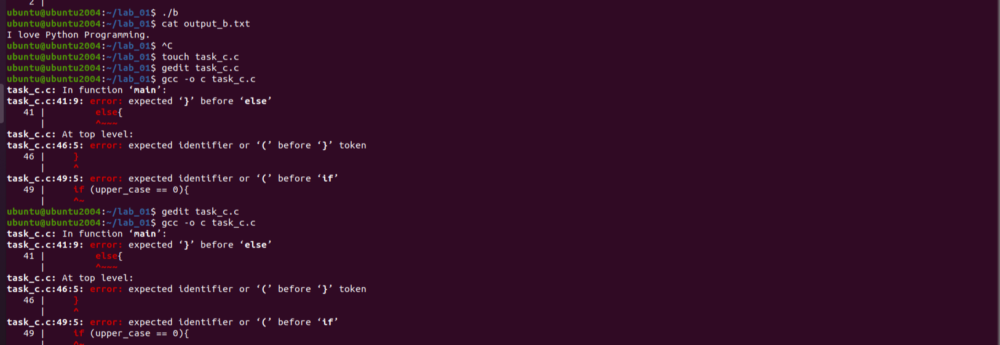 2 |
ubuntu@ubuntu2004:~/lab_01$ ./b
ubuntu@ubuntu2004:~/lab_01$ cat output_b.txt
I love Python Programming.
ubuntu@ubuntu2004:~/lab_01$ ^C
ubuntu@ubuntu2004:~/lab_01$ touch task_c.c
ubuntu@ubuntu2004:~/lab_01$ gedit task_c.c
ubuntu@ubuntu2004:~/lab_01$ gcc -o c task_c.c
task_c.c: In function ‘main’:
task_c.c:41:9: error: expected ‘}’ before ‘else’
   41 |         else{
      |         ^~~~
task_c.c: At top level:
task_c.c:46:5: error: expected identifier or ‘(’ before ‘}’ token
   46 |     }
      |     ^
task_c.c:49:5: error: expected identifier or ‘(’ before ‘if’
   49 |     if (upper_case == 0){
      |     ^~
ubuntu@ubuntu2004:~/lab_01$ gedit task_c.c
ubuntu@ubuntu2004:~/lab_01$ gcc -o c task_c.c
task_c.c: In function ‘main’:
task_c.c:41:9: error: expected ‘}’ before ‘else’
   41 |         else{
      |         ^~~~
task_c.c: At top level:
task_c.c:46:5: error: expected identifier or ‘(’ before ‘}’ token
   46 |     }
      |     ^
task_c.c:49:5: error: expected identifier or ‘(’ before ‘if’
   49 |     if (upper_case == 0){
      |     ^~